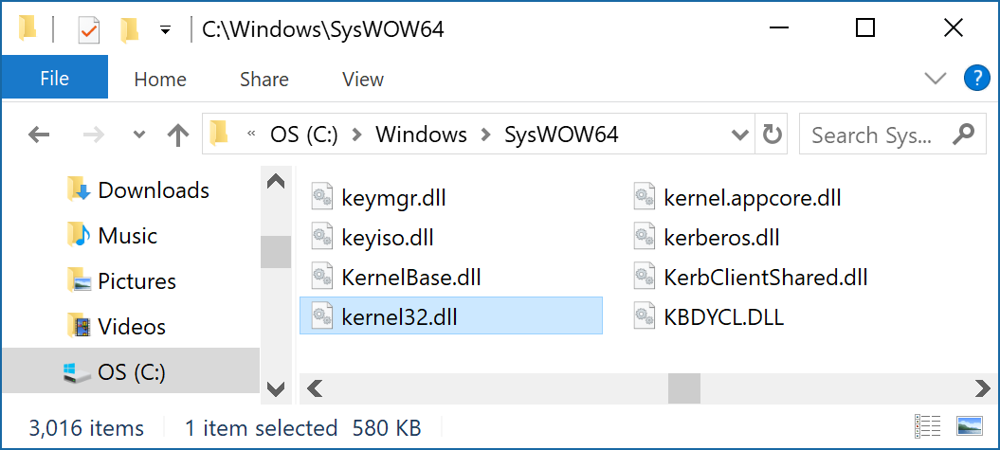 C:\Windows\SysWOW64
File Home Share View ?
« OS (C:) > Windows > SysWOW64 Search Sys...
Downloads
Music
Pictures
Videos
OS (C:)
keymgr.dll
keyiso.dll
KernelBase.dll
kernel32.dll
kernel.appcore.dll
kerberos.dll
KerbClientShared.dll
KBDYCL.DLL
3,016 items 1 item selected 580 KB